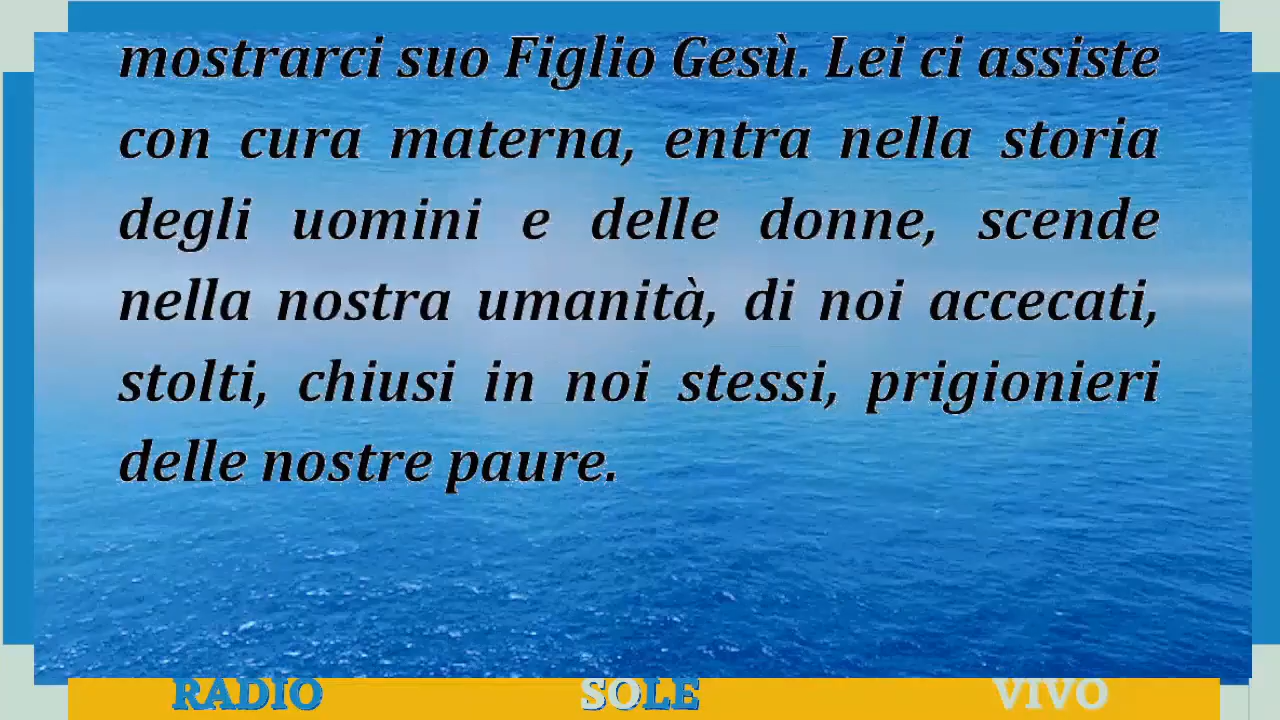 mostrarci suo Figlio Gesù. Lei ci assiste
con cura materna, entra nella storia
degli uomini e delle donne, scende
nella nostra umanità, di noi accecati,
stolti, chiusi in noi stessi, prigionieri
delle nostre paure.
RADIO SOLE VIVO